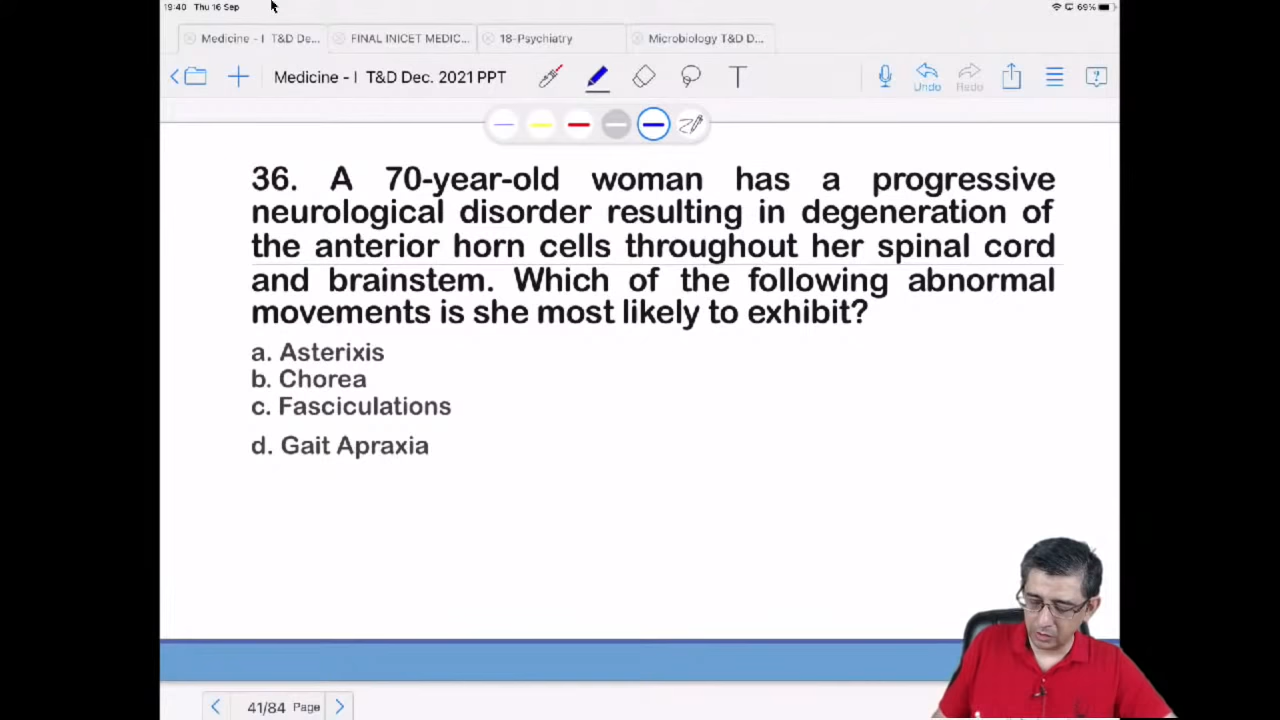 19:40 Thu 16 Sep
69%
Medicine - I T&D De...
FINAL INICET MEDIC...
18-Psychiatry
Microbiology T&D D...
Medicine - I T&D Dec. 2021 PPT
T
Undo
Redo
?
36. A 70-year-old woman has a progressive
neurological disorder resulting in degeneration of
the anterior horn cells throughout her spinal cord
and brainstem. Which of the following abnormal
movements is she most likely to exhibit?
a. Asterixis
b. Chorea
c. Fasciculations
d. Gait Apraxia
41/84 Page